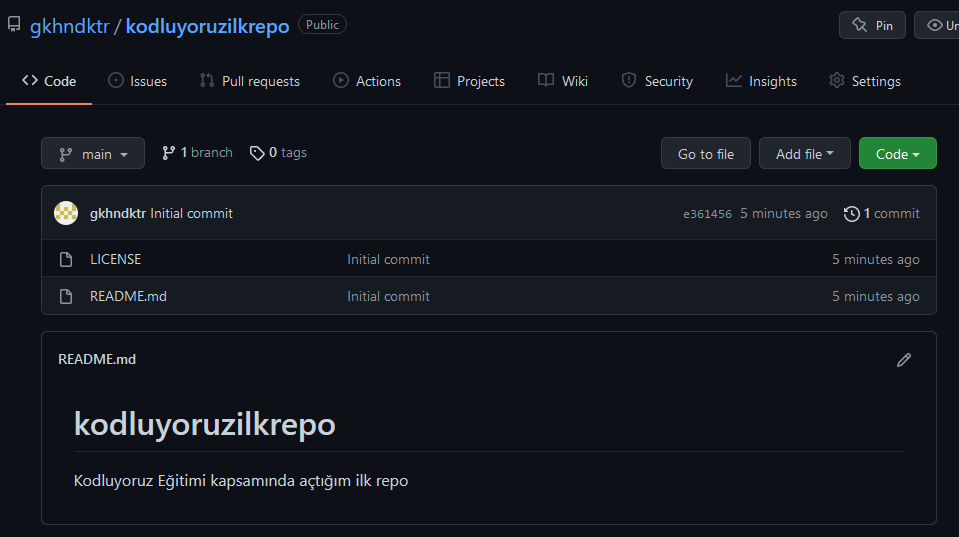 gkhndktr / kodluyoruzilkrepo Public Pin
Code Issues Pull requests Actions Projects Wiki Security Insights Settings
main 1 branch 0 tags Go to file Add file Code
gkhndktr Initial commit e361456 5 minutes ago 1 commit
LICENSE Initial commit 5 minutes ago
README.md Initial commit 5 minutes ago
README.md
kodluyoruzilkrepo
Kodluyoruz Eğitimi kapsamında açtığım ilk repo